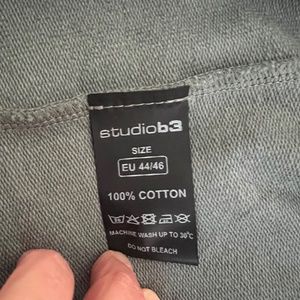 studiob3
SIZE
EU 44/46
100% COTTON
MACHINE WASH UP TO 30°C
DO NOT BLEACH